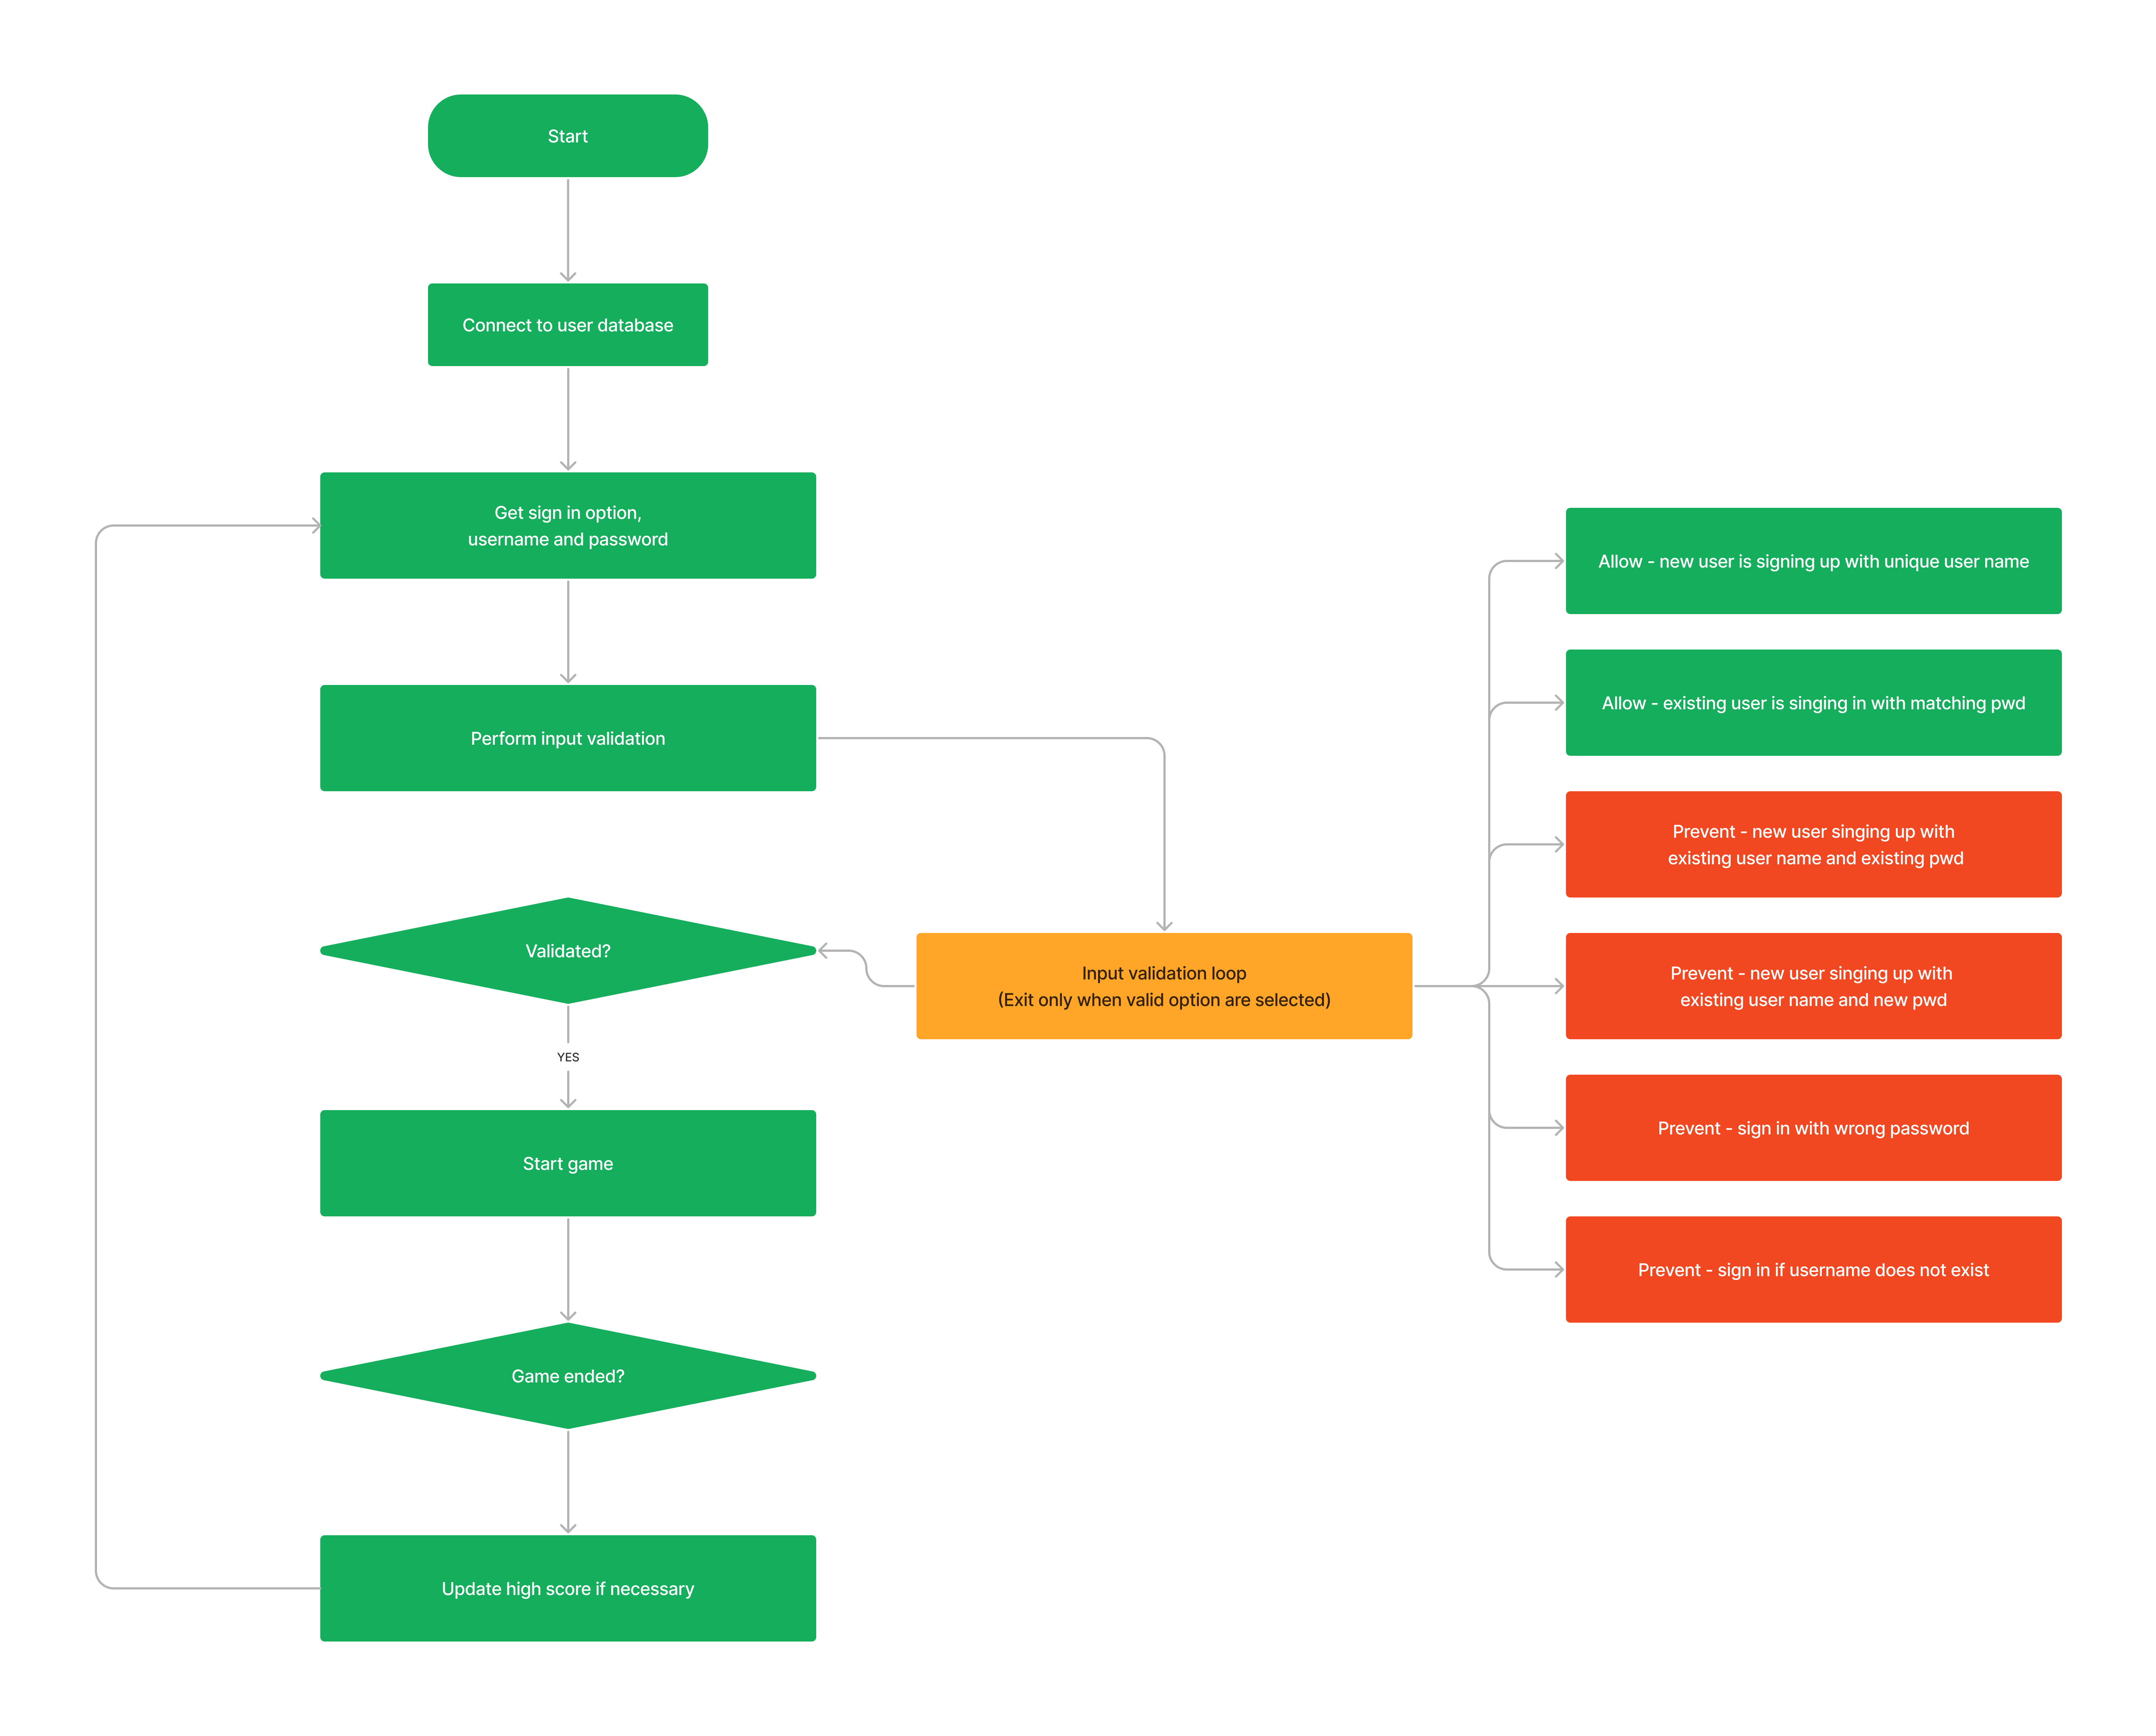 Start
Connect to user database
Get sign in option,
username and password
Perform input validation
Validated?
YES
Start game
Game ended?
Update high score if necessary
Input validation loop
(Exit only when valid option are selected)
Allow - new user is signing up with unique user name
Allow - existing user is singing in with matching pwd
Prevent - new user singing up with
existing user name and existing pwd
Prevent - new user singing up with
existing user name and new pwd
Prevent - sign in with wrong password
Prevent - sign in if username does not exist